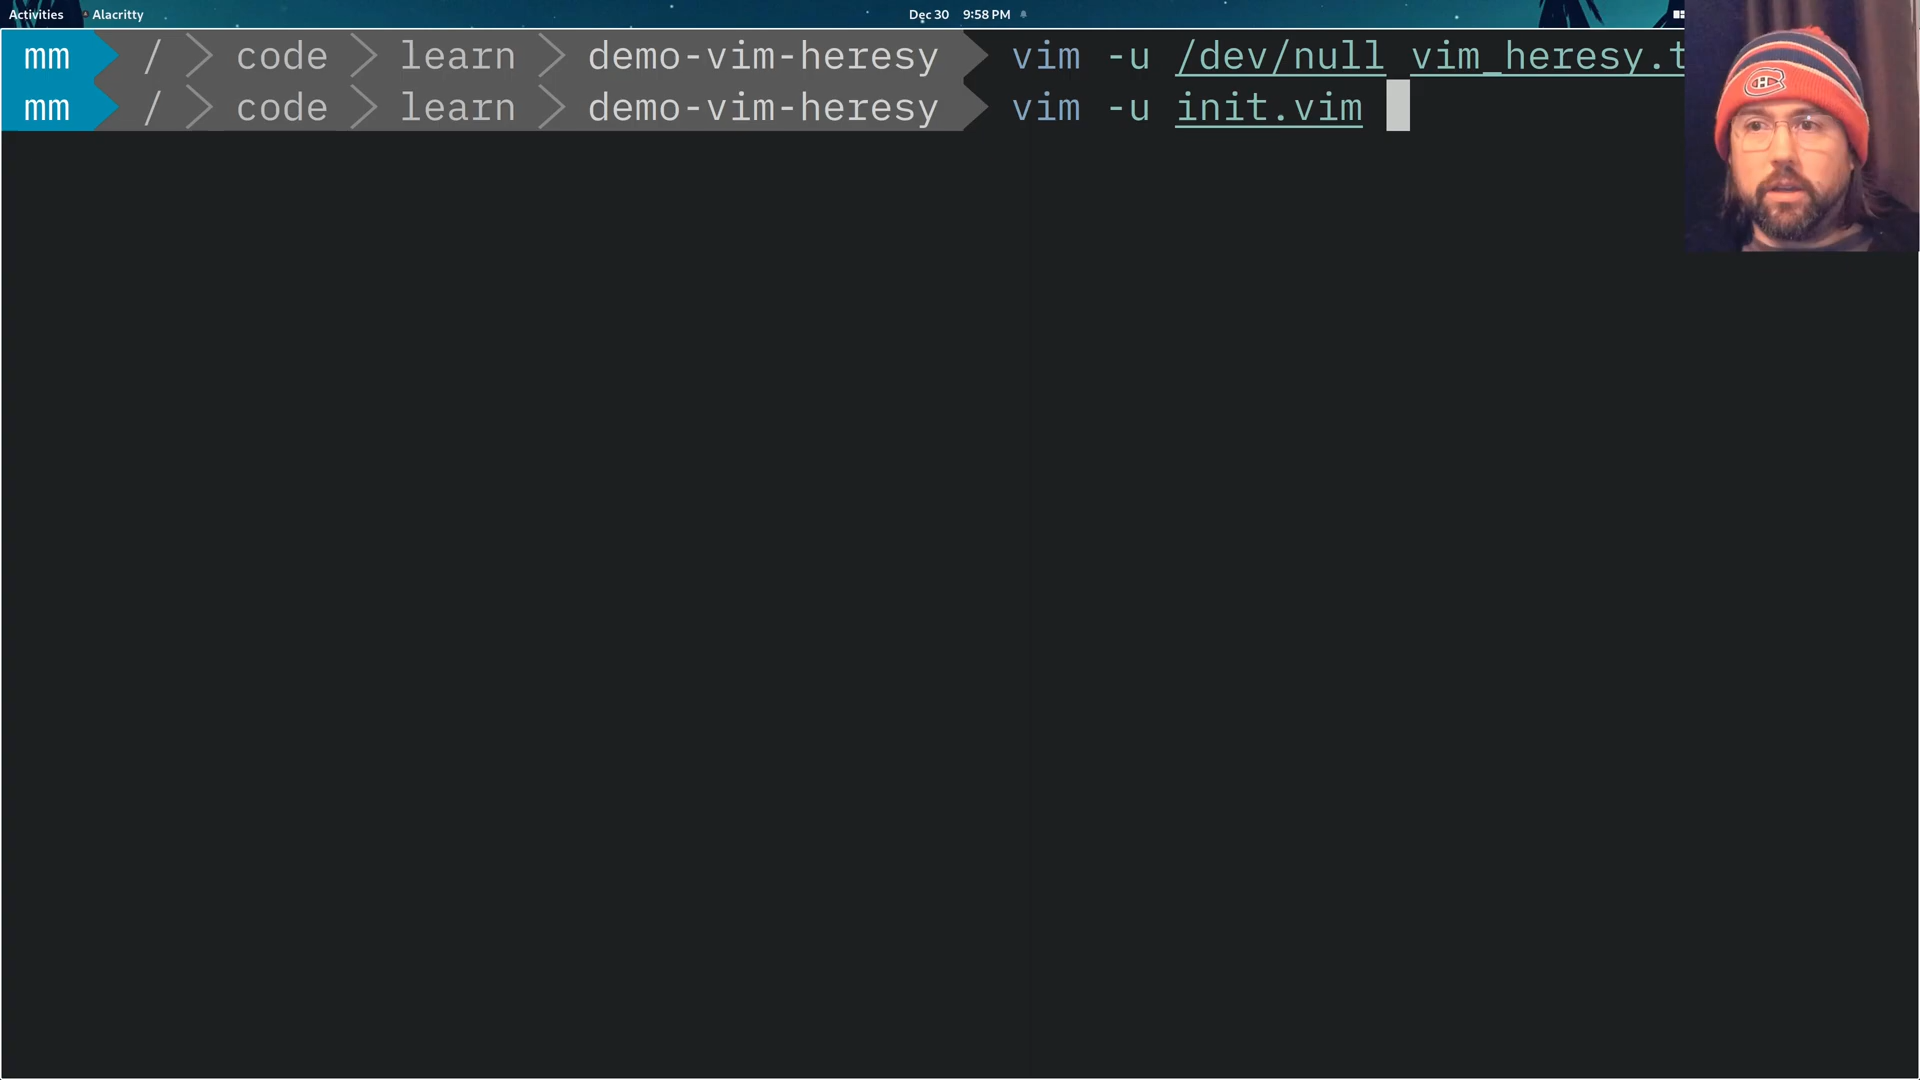 Activities Alacritty Dec 30 9:58 PM
mm / code learn demo-vim-heresy vim -u /dev/null vim_heresy.t
mm / code learn demo-vim-heresy vim -u init.vim